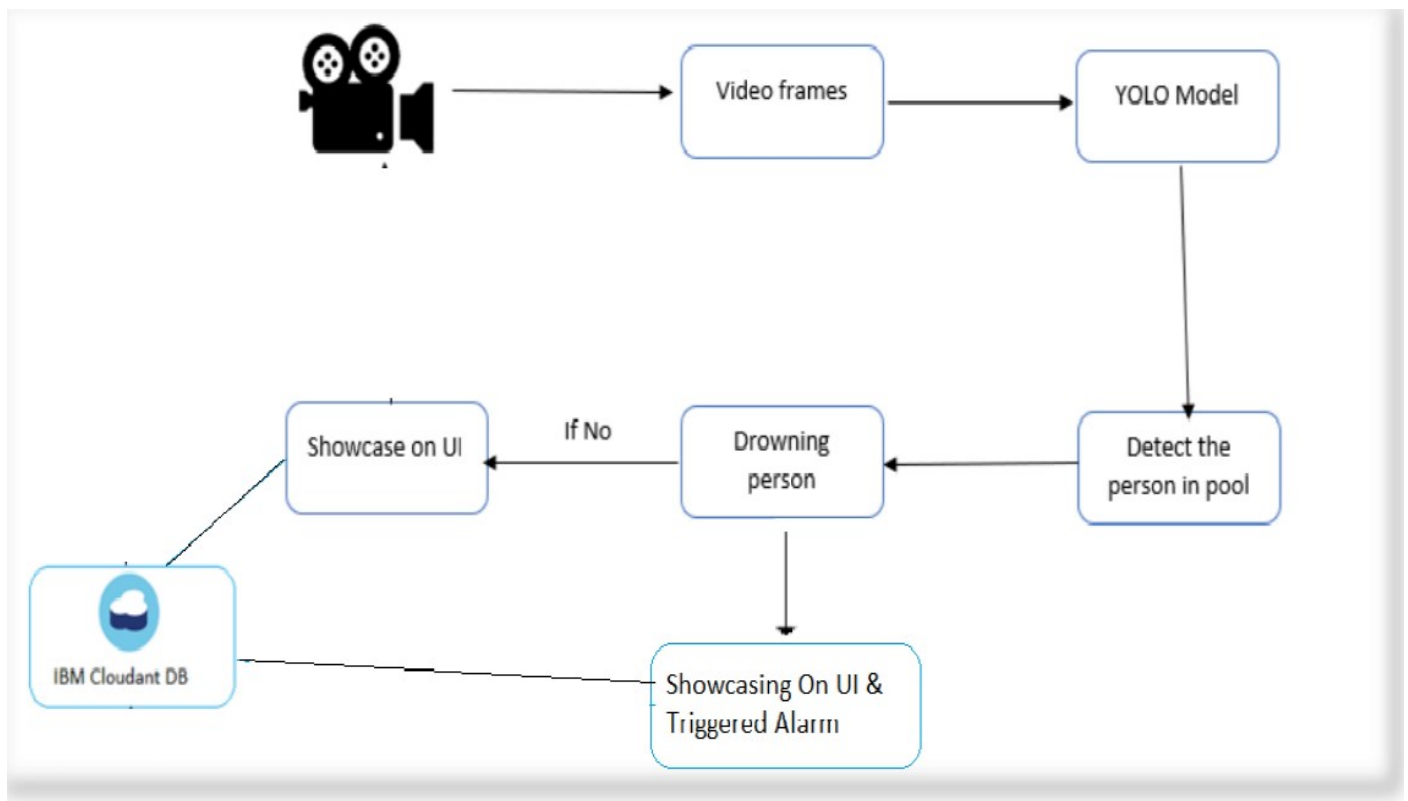 Video frames
YOLO Model
Showcase on UI
If No
Drowning
person
Detect the
person in pool
IBM Cloudant DB
Showcasing On UI &
Triggered Alarm